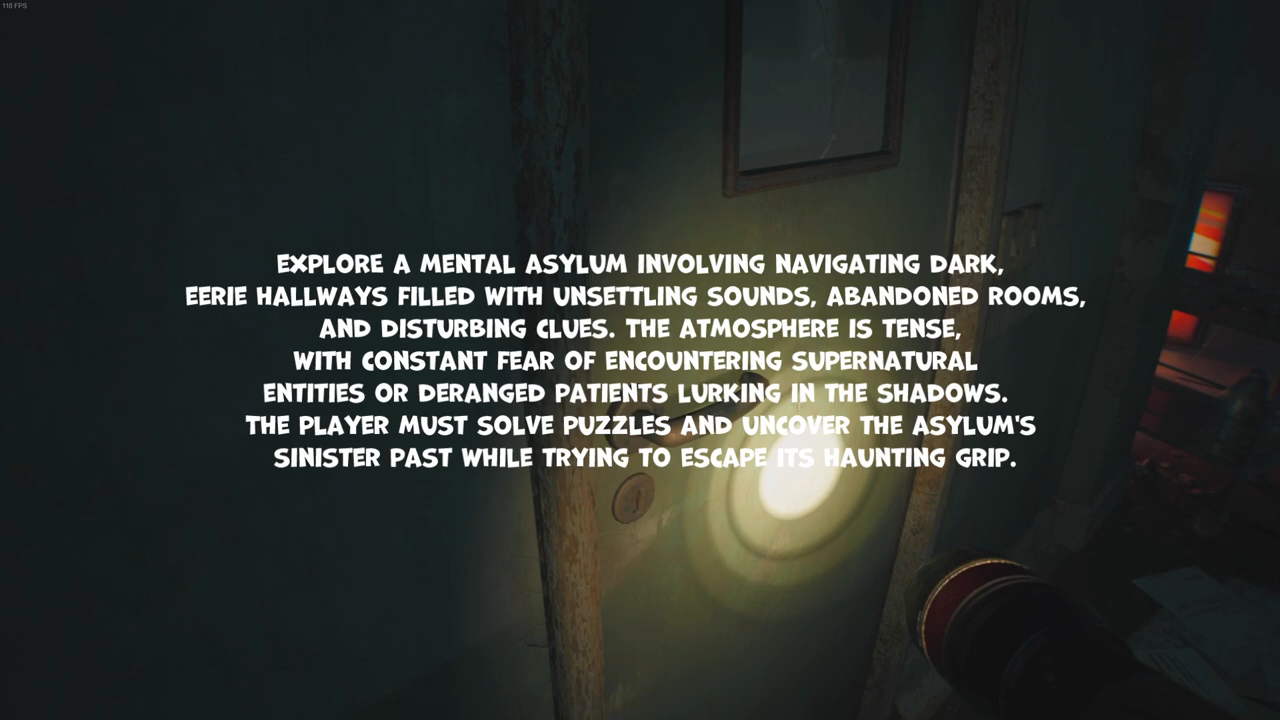 110 FPS
EXPLORE A MENTAL ASYLUM INVOLVING NAVIGATING DARK,
EERIE HALLWAYS FILLED WITH UNSETTLING SOUNDS, ABANDONED ROOMS,
AND DISTURBING CLUES. THE ATMOSPHERE IS TENSE,
WITH CONSTANT FEAR OF ENCOUNTERING SUPERNATURAL
ENTITIES OR DERANGED PATIENTS LURKING IN THE SHADOWS.
THE PLAYER MUST SOLVE PUZZLES AND UNCOVER THE ASYLUM'S
SINISTER PAST WHILE TRYING TO ESCAPE ITS HAUNTING GRIP.